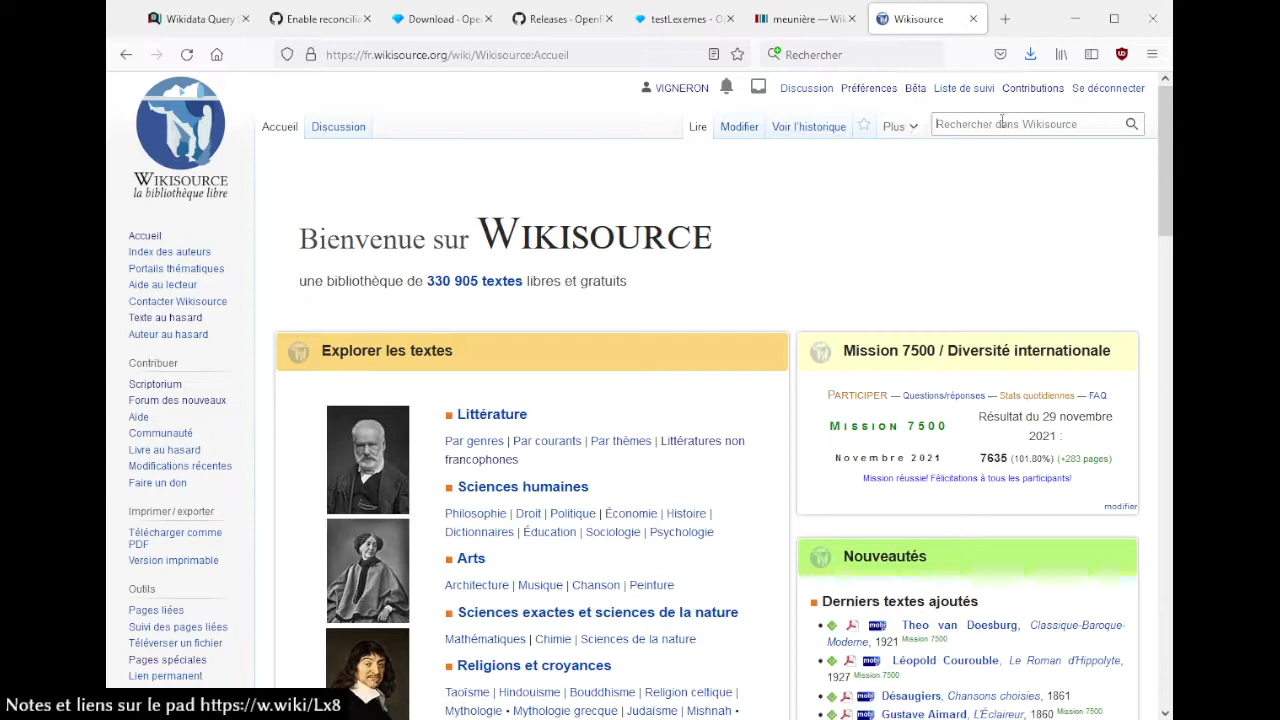 Wikidata Query
Enable reconcilia
Download - Ope
Releases - OpenR
testLexemes - O
meunière — Wik
Wikisource
https://fr.wikisource.org/wiki/Wikisource:Accueil
Rechercher
VIGNERON
Discussion Préférences Bêta Liste de suivi Contributions Se déconnecter
Accueil Discussion
Lire Modifier Voir l'historique Plus
Rechercher dans Wikisource
WIKISOURCE
la bibliothèque libre
Accueil
Index des auteurs
Portails thématiques
Aide au lecteur
Contacter Wikisource
Texte au hasard
Auteur au hasard
Contribuer
Scriptorium
Forum des nouveaux
Aide
Communauté
Livre au hasard
Modifications récentes
Faire un don
Imprimer / exporter
Télécharger comme
PDF
Version imprimable
Outils
Pages liées
Suivi des pages liées
Téléverser un fichier
Pages spéciales
Lien permanent
Bienvenue sur WIKISOURCE
une bibliothèque de 330 905 textes libres et gratuits
Explorer les textes
Littérature
Par genres | Par courants | Par thèmes | Littératures non
francophones
Sciences humaines
Philosophie | Droit | Politique | Économie | Histoire |
Dictionnaires | Éducation | Sociologie | Psychologie
Arts
Architecture | Musique | Chanson | Peinture
Sciences exactes et sciences de la nature
Mathématiques | Chimie | Sciences de la nature
Religions et croyances
Taoïsme | Hindouisme | Bouddhisme | Religion celtique |
Mythologie • Mythologie grecque | Judaïsme | Mishnah •
Mission 7500 / Diversité internationale
PARTICIPER — Questions/réponses — Stats quotidiennes — FAQ
Mission 7500
Novembre 2021
Résultat du 29 novembre
2021 :
7635 (101.80%) (+283 pages)
Mission réussie! Félicitations à tous les participants!
modifier
Nouveautés
Derniers textes ajoutés
mobi Theo van Doesburg, Classique-Baroque-
Moderne, 1921 Mission 7500
mobi Léopold Courouble, Le Roman d'Hippolyte,
1927 Mission 7500
mobi Désaugiers, Chansons choisies, 1861
mobi Gustave Aimard, L'Éclaireur, 1860 Mission 7500
Notes et liens sur le pad https://w.wiki/Lx8